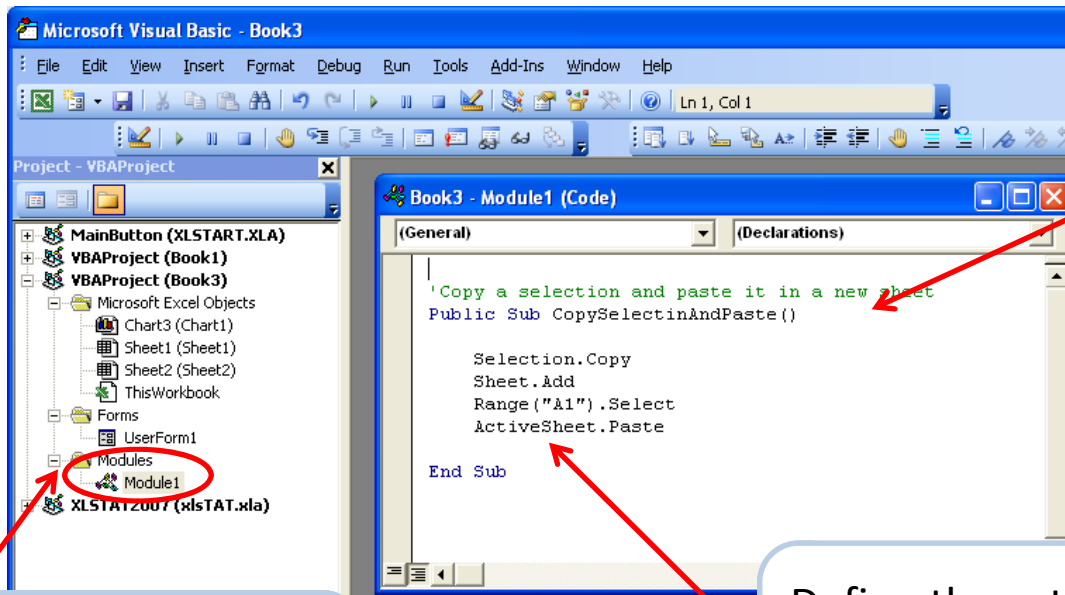 Microsoft Visual Basic - Book3
File Edit View Insert Format Debug Run Tools Add-Ins Window Help
Ln 1, Col 1
Project - VBAProject
MainButton (XLSTART.XLA)
VBAProject (Book1)
VBAProject (Book3)
Microsoft Excel Objects
Chart3 (Chart1)
Sheet1 (Sheet1)
Sheet2 (Sheet2)
ThisWorkbook
Forms
UserForm1
Modules
Module1
XLSTAT2007 (xlsTAT.xla)
Book3 - Module1 (Code)
(General) (Declarations)
'Copy a selection and paste it in a new sheet
Public Sub CopySelectinAndPaste()
Selection.Copy
Sheet.Add
Range("A1").Select
ActiveSheet.Paste
End Sub